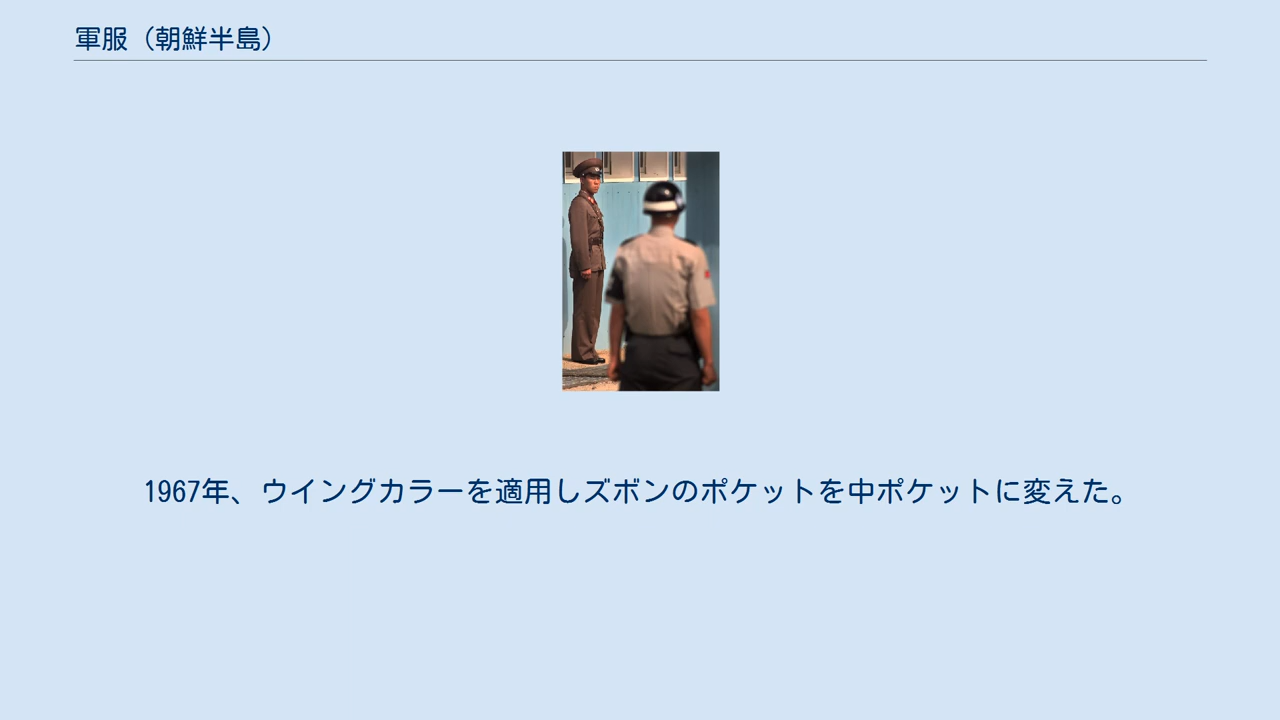 軍服（朝鮮半島）
1967年、ウイングカラーを適用しズボンのポケットを中ポケットに変えた。